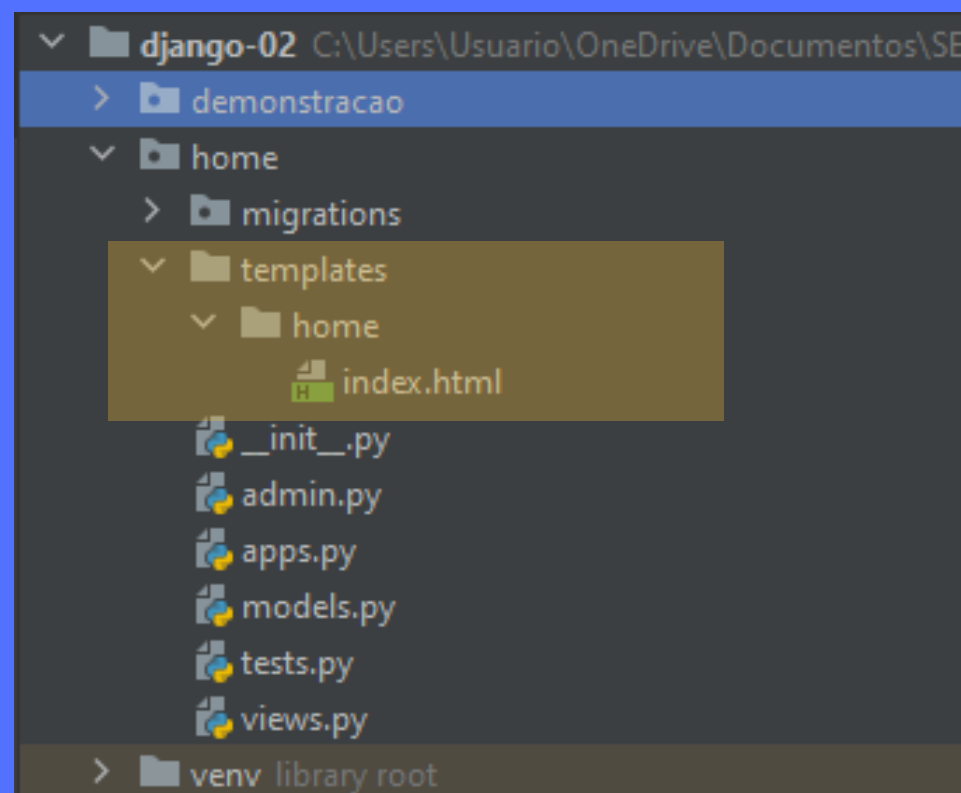 django-02 C:\Users\Usuario\OneDrive\Documentos\SE
demonstracao
home
migrations
templates
home
index.html
__init__.py
admin.py
apps.py
models.py
tests.py
views.py
venv library root